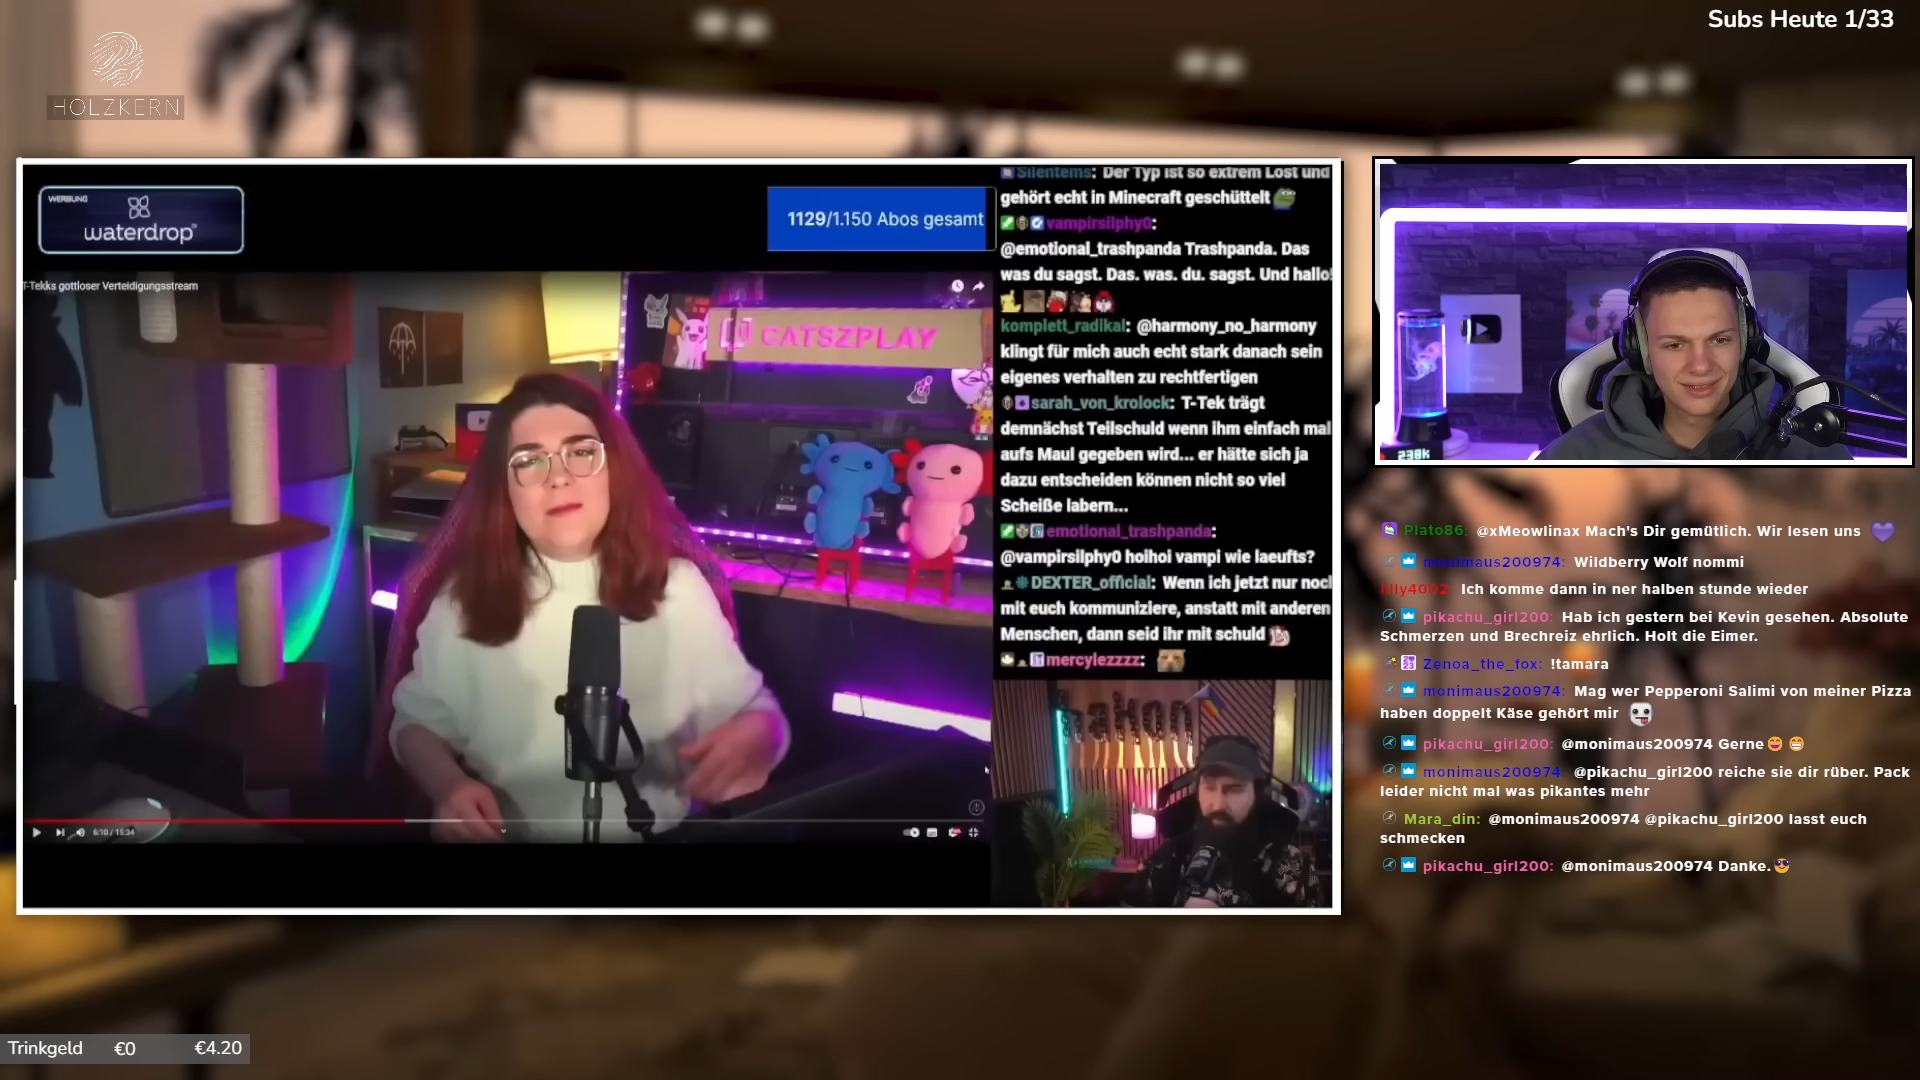 Subs Heute 1/33
HOLZKERN
WERBUNG
waterdrop
1129/1.150 Abos gesamt
T-Tekks gottloser Verteidigungsstream
CATSZPLAY
6:10 / 15:34
Silentems: Der Typ ist so extrem Lost und
gehört echt in Minecraft geschüttelt
vampirsilphy0:
@emotional_trashpanda Trashpanda. Das
was du sagst. Das. was. du. sagst. Und hallo!
komplett_radikal: @harmony_no_harmony
klingt für mich auch echt stark danach sein
eigenes verhalten zu rechtfertigen
sarah_von_krolock: T-Tek trägt
demnächst Teilschuld wenn ihm einfach mal
aufs Maul gegeben wird... er hätte sich ja
dazu entscheiden können nicht so viel
Scheiße labern...
emotional_trashpanda:
@vampirsilphy0 hoihoi vampi wie laeufts?
DEXTER_official: Wenn ich jetzt nur noch
mit euch kommuniziere, anstatt mit anderen
Menschen, dann seid ihr mit schuld
mercylezzzz:
238k
Plato86: @xMeowlinax Mach's Dir gemütlich. Wir lesen uns
monimaus200974: Wildberry Wolf nommi
lilly4002: Ich komme dann in ner halben stunde wieder
pikachu_girl200: Hab ich gestern bei Kevin gesehen. Absolute
Schmerzen und Brechreiz ehrlich. Holt die Eimer.
Zenoa_the_fox: !tamara
monimaus200974: Mag wer Pepperoni Salimi von meiner Pizza
haben doppelt Käse gehört mir
pikachu_girl200: @monimaus200974 Gerne
monimaus200974: @pikachu_girl200 reiche sie dir rüber. Pack
leider nicht mal was pikantes mehr
Mara_din: @monimaus200974 @pikachu_girl200 lasst euch
schmecken
pikachu_girl200: @monimaus200974 Danke.
Trinkgeld €0 €4.20